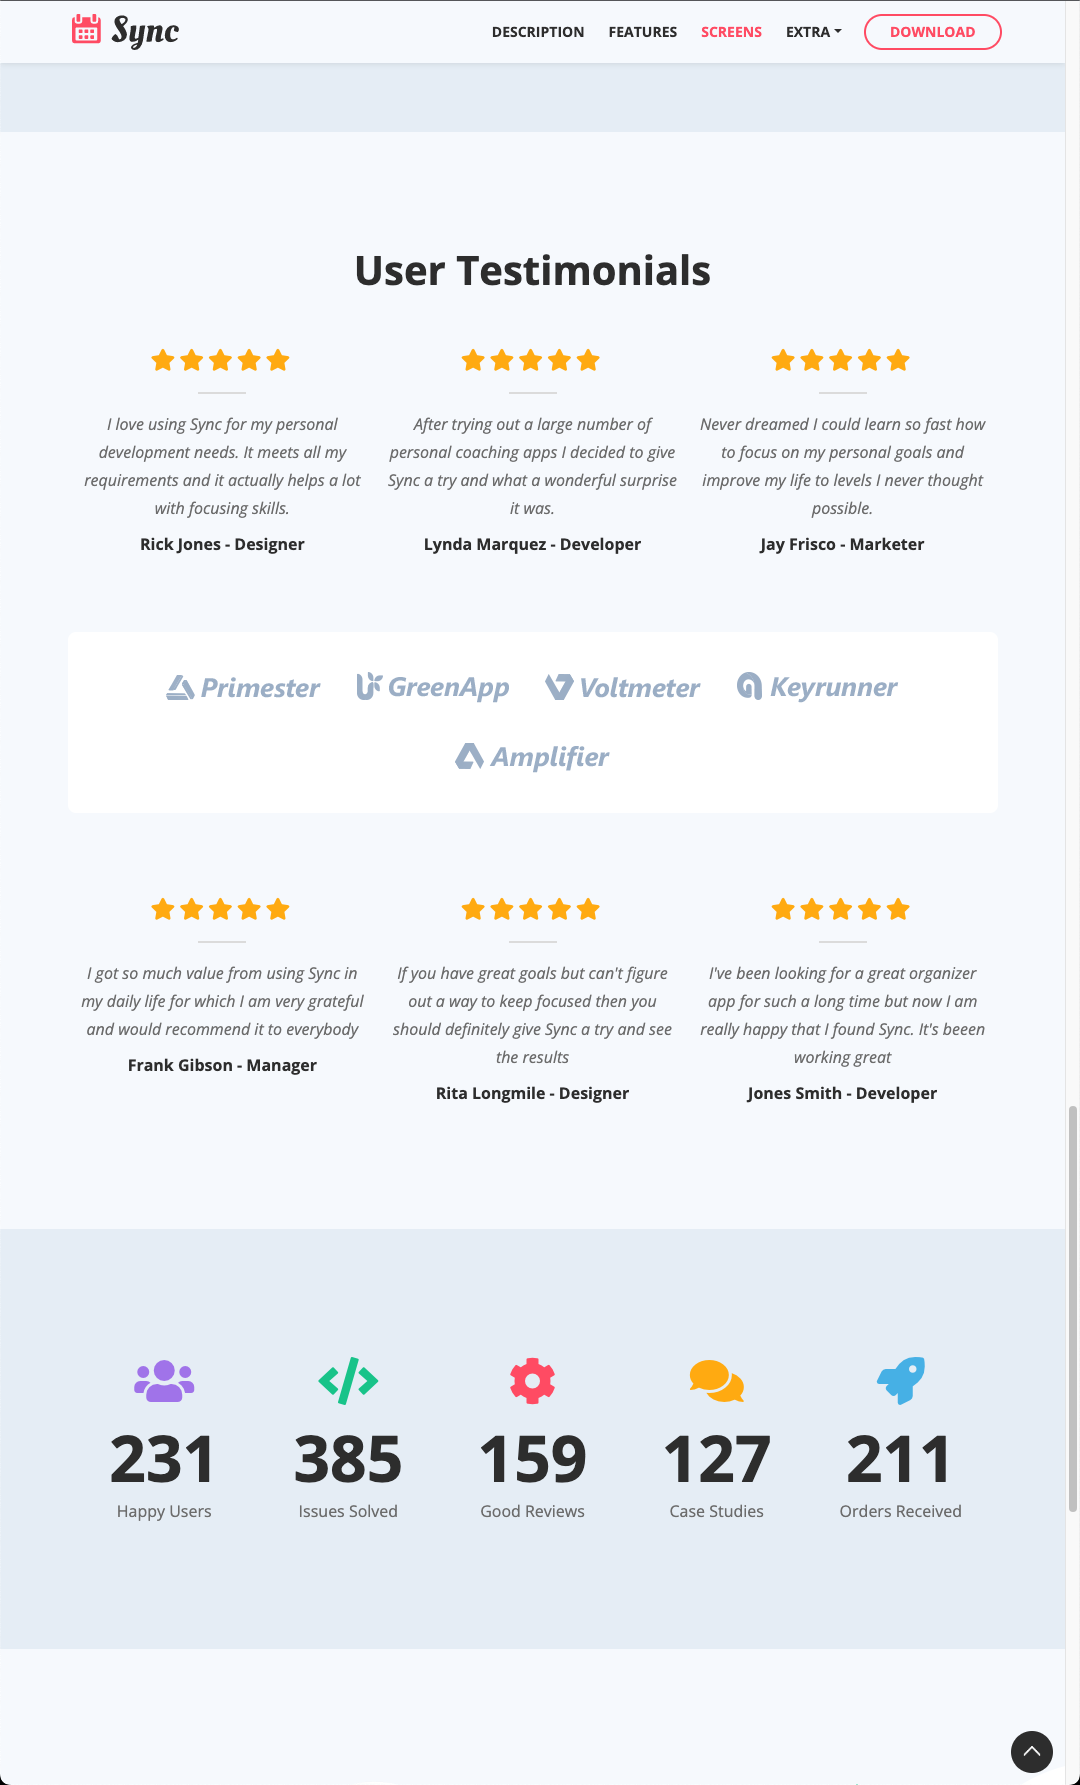 Sync
DESCRIPTION FEATURES SCREENS EXTRA DOWNLOAD
User Testimonials
I love using Sync for my personal
development needs. It meets all my
requirements and it actually helps a lot
with focusing skills.
Rick Jones - Designer
After trying out a large number of
personal coaching apps I decided to give
Sync a try and what a wonderful surprise
it was.
Lynda Marquez - Developer
Never dreamed I could learn so fast how
to focus on my personal goals and
improve my life to levels I never thought
possible.
Jay Frisco - Marketer
Primester GreenApp Voltmeter Keyrunner
Amplifier
I got so much value from using Sync in
my daily life for which I am very grateful
and would recommend it to everybody
Frank Gibson - Manager
If you have great goals but can't figure
out a way to keep focused then you
should definitely give Sync a try and see
the results
Rita Longmile - Designer
I've been looking for a great organizer
app for such a long time but now I am
really happy that I found Sync. It's beeen
working great
Jones Smith - Developer
231
Happy Users
385
Issues Solved
159
Good Reviews
127
Case Studies
211
Orders Received